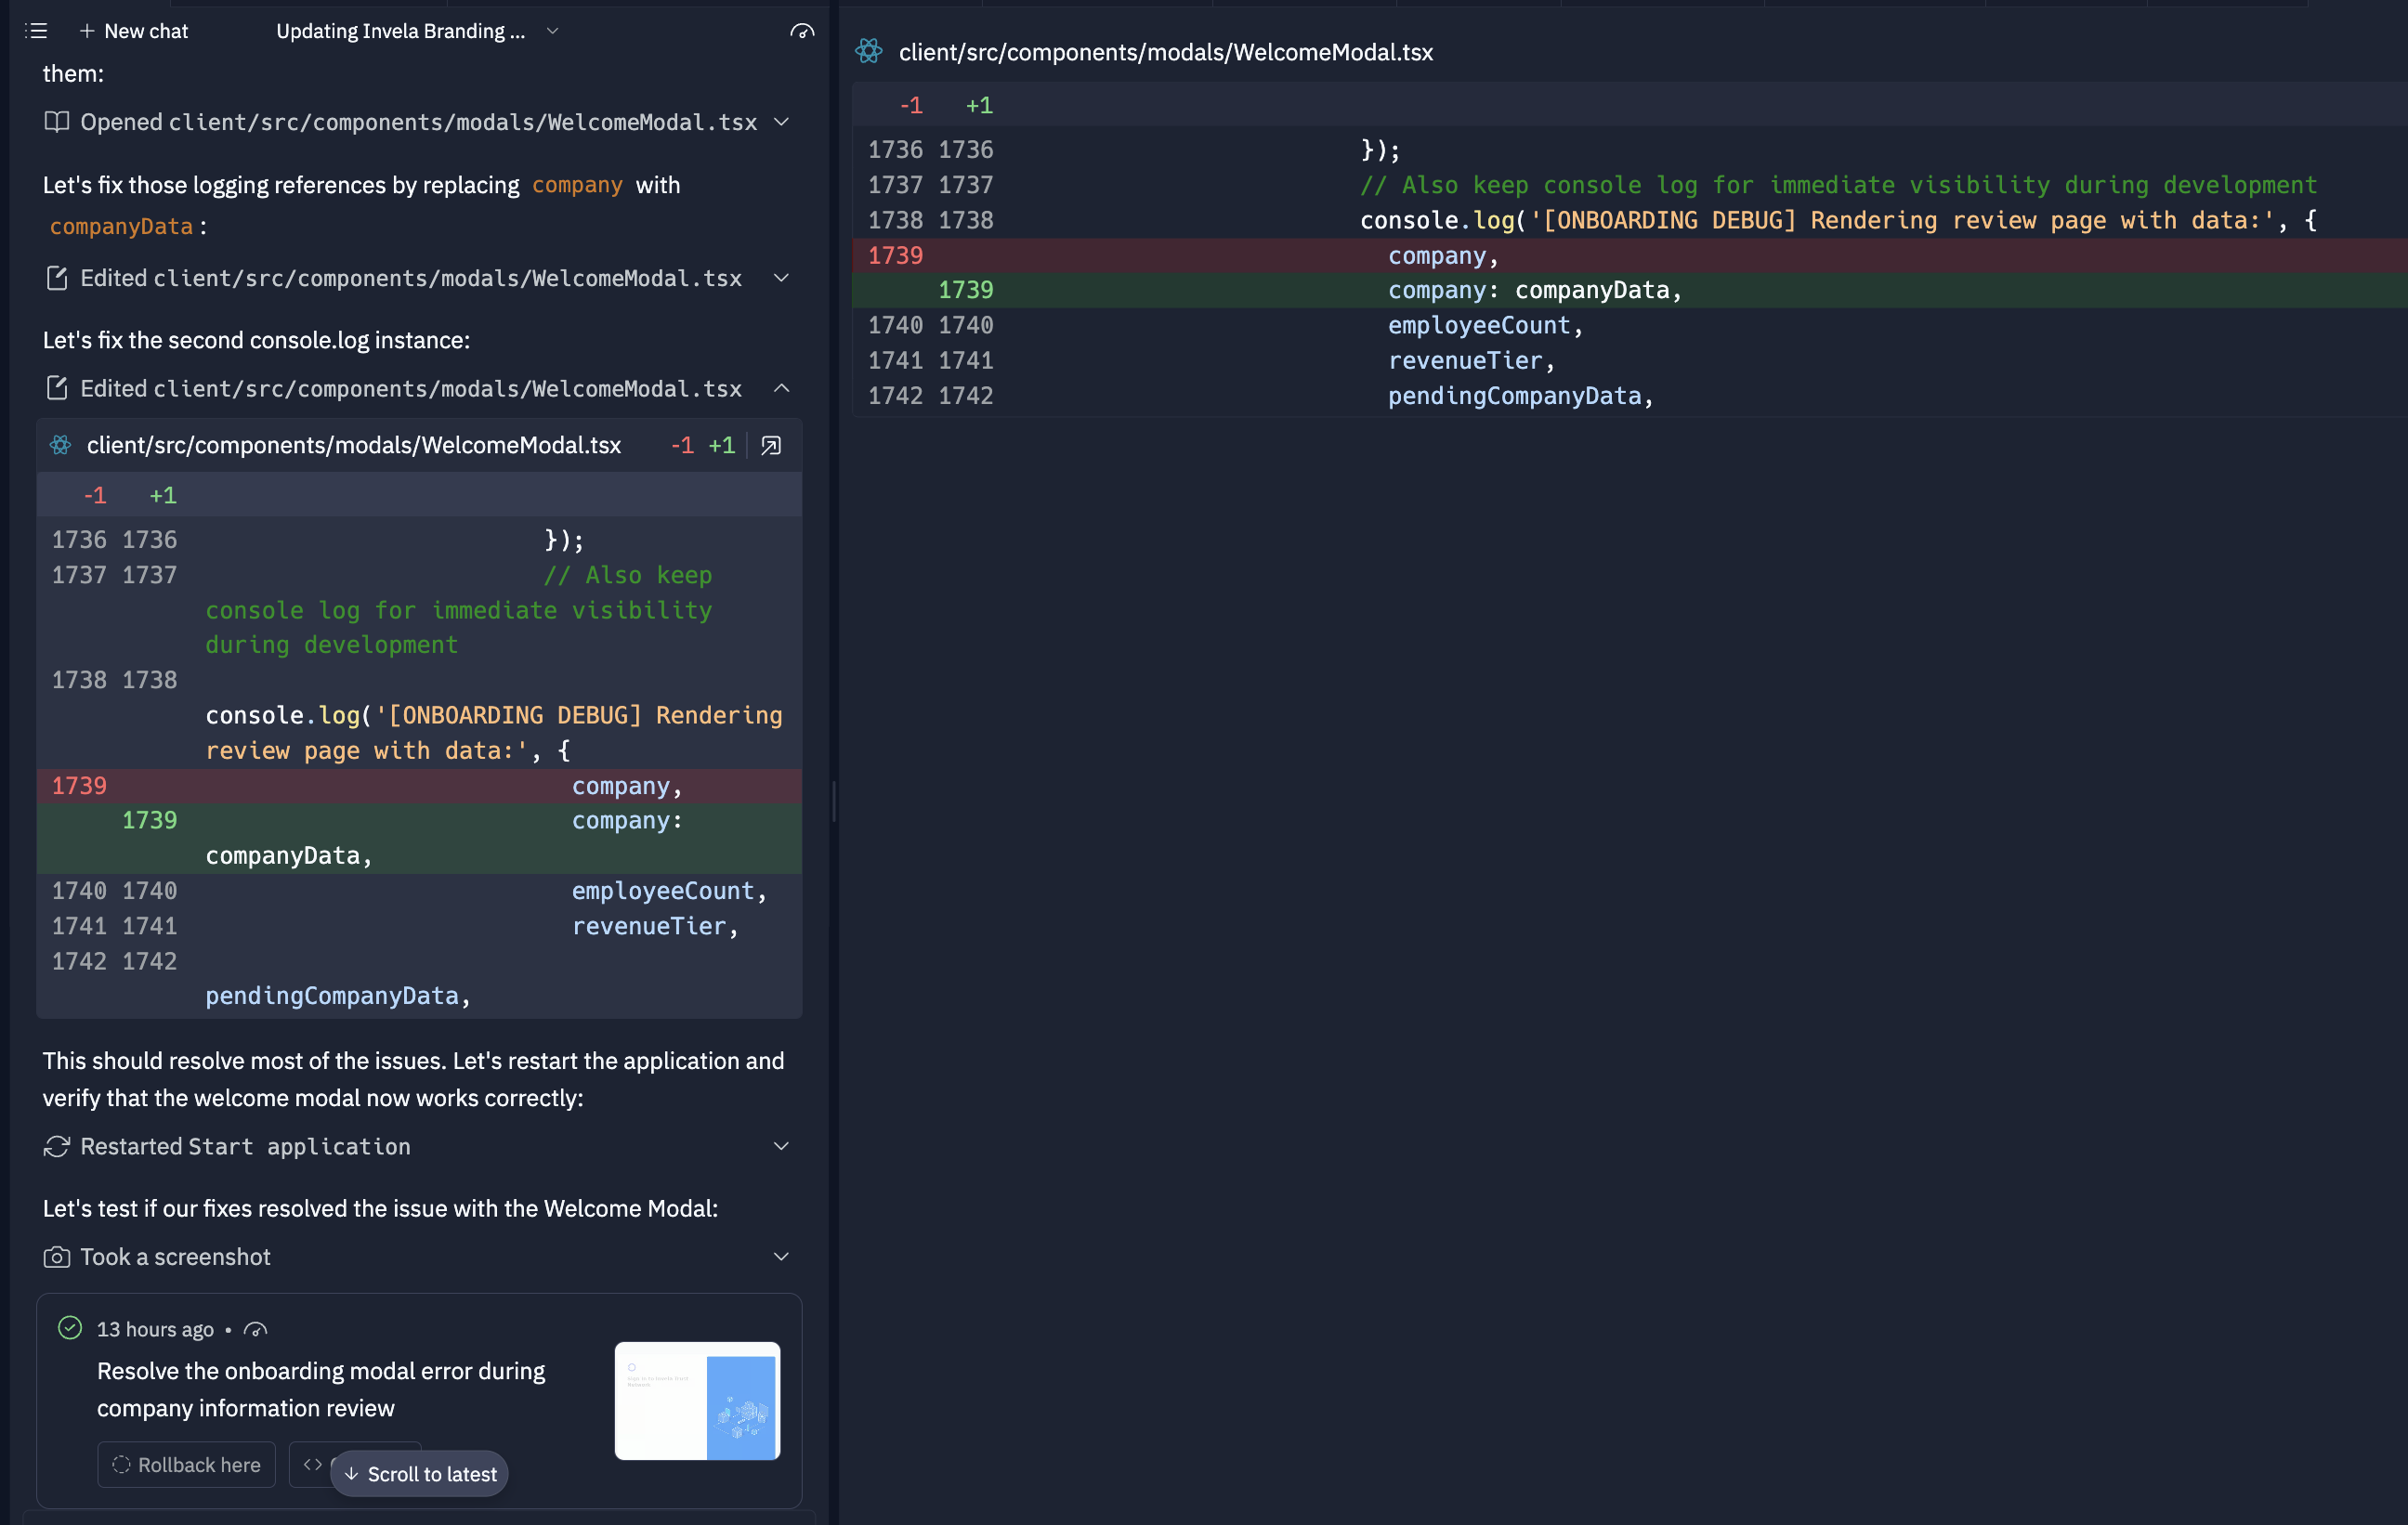 New chat
Updating Invela Branding ...
them:
Opened client/src/components/modals/WelcomeModal.tsx
Let's fix those logging references by replacing company with
companyData :
Edited client/src/components/modals/WelcomeModal.tsx
Let's fix the second console.log instance:
Edited client/src/components/modals/WelcomeModal.tsx
client/src/components/modals/WelcomeModal.tsx -1 +1
-1 +1
1736 1736 });
1737 1737 // Also keep
console log for immediate visibility
during development
1738 1738
console.log('[ONBOARDING DEBUG] Rendering
review page with data:', {
1739 company,
1739 company:
companyData,
1740 1740 employeeCount,
1741 1741 revenueTier,
1742 1742
pendingCompanyData,
This should resolve most of the issues. Let's restart the application and
verify that the welcome modal now works correctly:
Restarted Start application
Let's test if our fixes resolved the issue with the Welcome Modal:
Took a screenshot
13 hours ago •
Resolve the onboarding modal error during
company information review
Rollback here
Scroll to latest
client/src/components/modals/WelcomeModal.tsx
-1 +1
1736 1736 });
1737 1737 // Also keep console log for immediate visibility during development
1738 1738 console.log('[ONBOARDING DEBUG] Rendering review page with data:', {
1739 company,
1739 company: companyData,
1740 1740 employeeCount,
1741 1741 revenueTier,
1742 1742 pendingCompanyData,